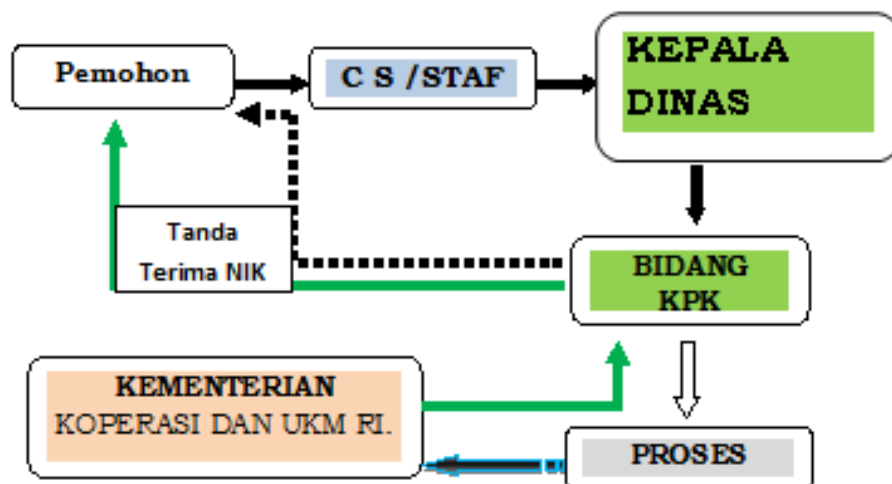 Pemohon
C S /STAF
KEPALA
DINAS
Tanda
Terima NIK
BIDANG
KPK
KEMENTERIAN
KOPERASI DAN UKM RI.
PROSES